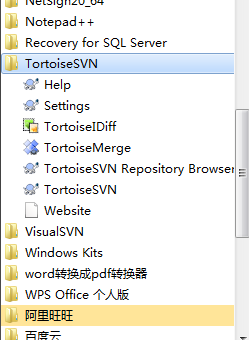 NetSign20_64
Notepad++
Recovery for SQL Server
TortoiseSVN
Help
Settings
TortoiseIDiff
TortoiseMerge
TortoiseSVN Repository Browser
TortoiseSVN
Website
VisualSVN
Windows Kits
word转换成pdf转换器
WPS Office 个人版
阿里旺旺
百度云